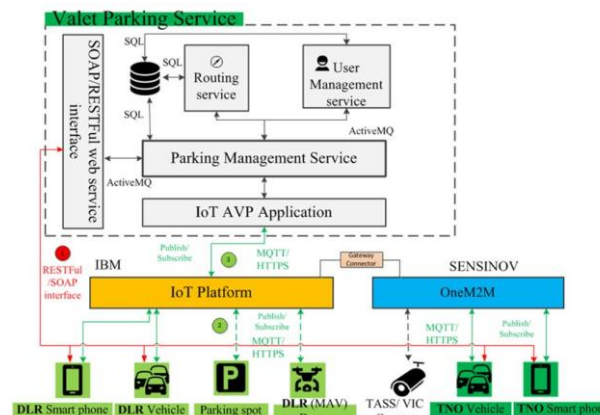 Valet Parking Service
SOAP/RESTFul web service
interface
SQL
SQL
SQL
SQL
Routing
service
User
Management
service
ActiveMQ
Parking Management Service
ActiveMQ
IoT AVP Application
1
RESTFul
/SOAP
interface
IBM
Publish/
Subscribe
3
MQTT/
HTTPS
Gateway
Connector
SENSINOV
IoT Platform
OneM2M
2
Publish/
Subscribe
MQTT/
HTTPS
MQTT/
HTTPS
Publish/
Subscribe
P
DLR Smart phone
DLR Vehicle
Parking spot
DLR (MAV)
TASS/ VIC
TNO Vehicle
TNO Smart phon